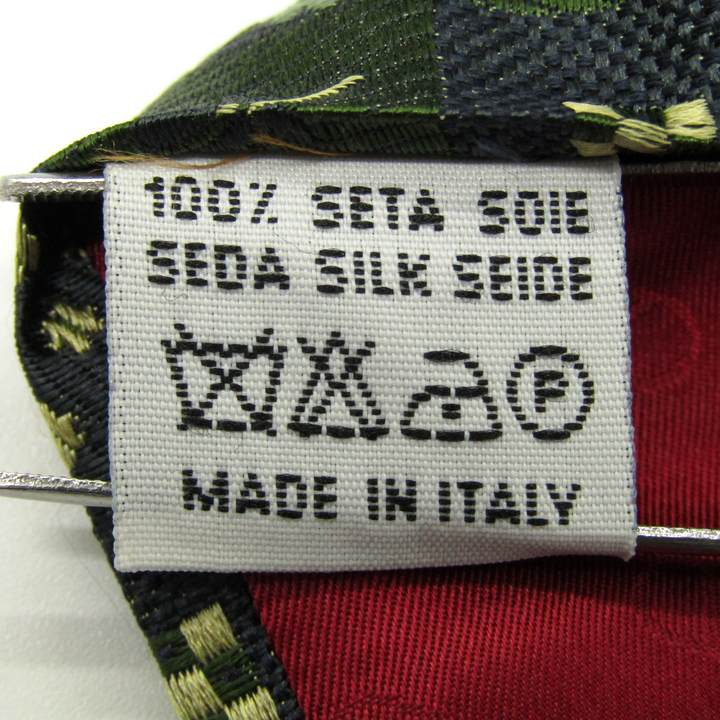 100% SETA SOIE
SEDA SILK SEIDE
F
MADE IN ITALY